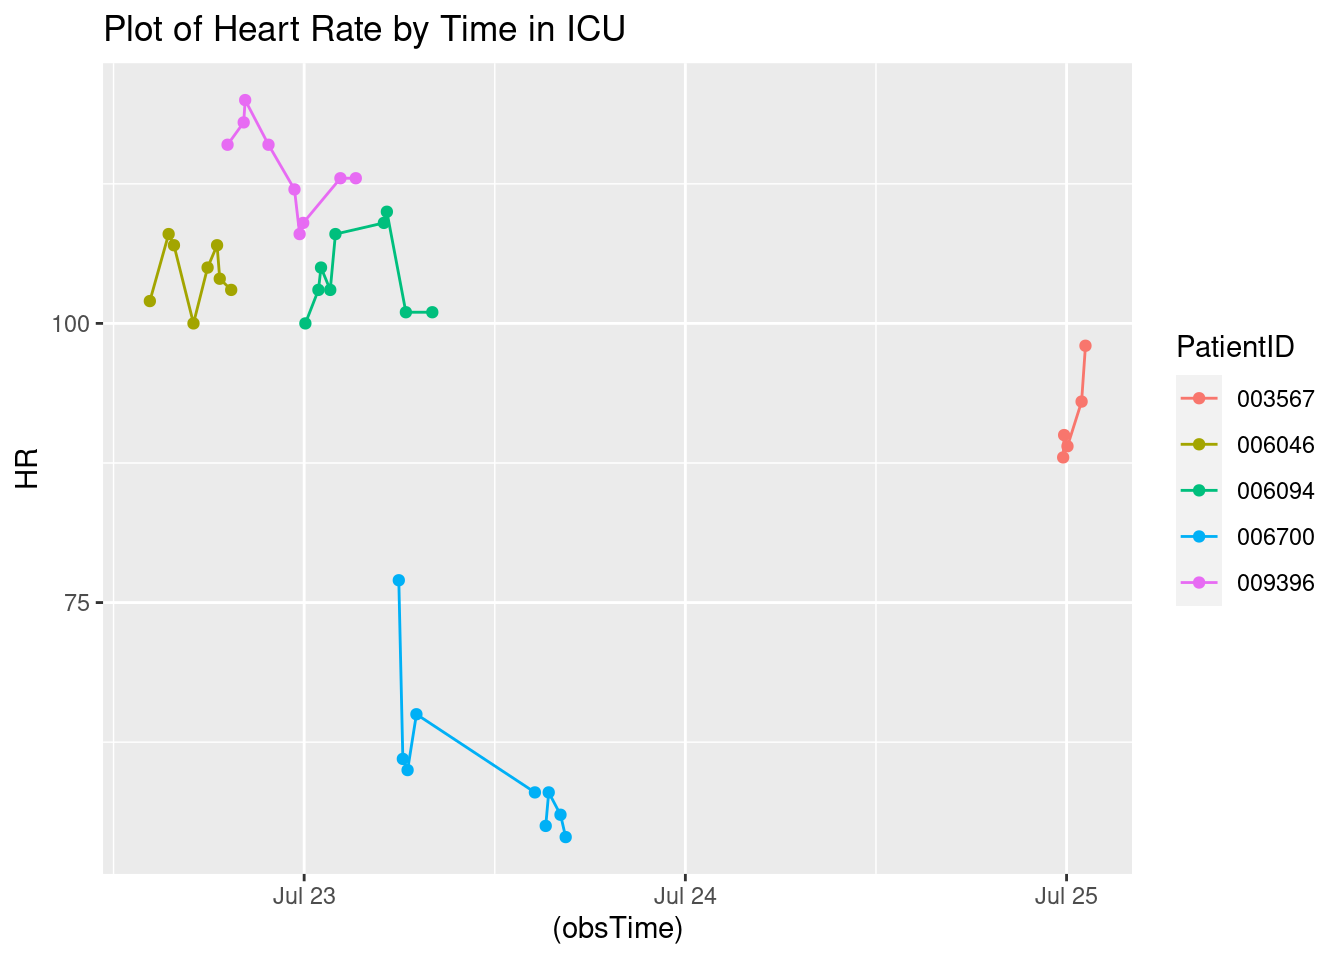 Plot of Heart Rate by Time in ICU
HR
100
75
Jul 23
Jul 24
Jul 25
(obsTime)
PatientID
003567
006046
006094
006700
009396